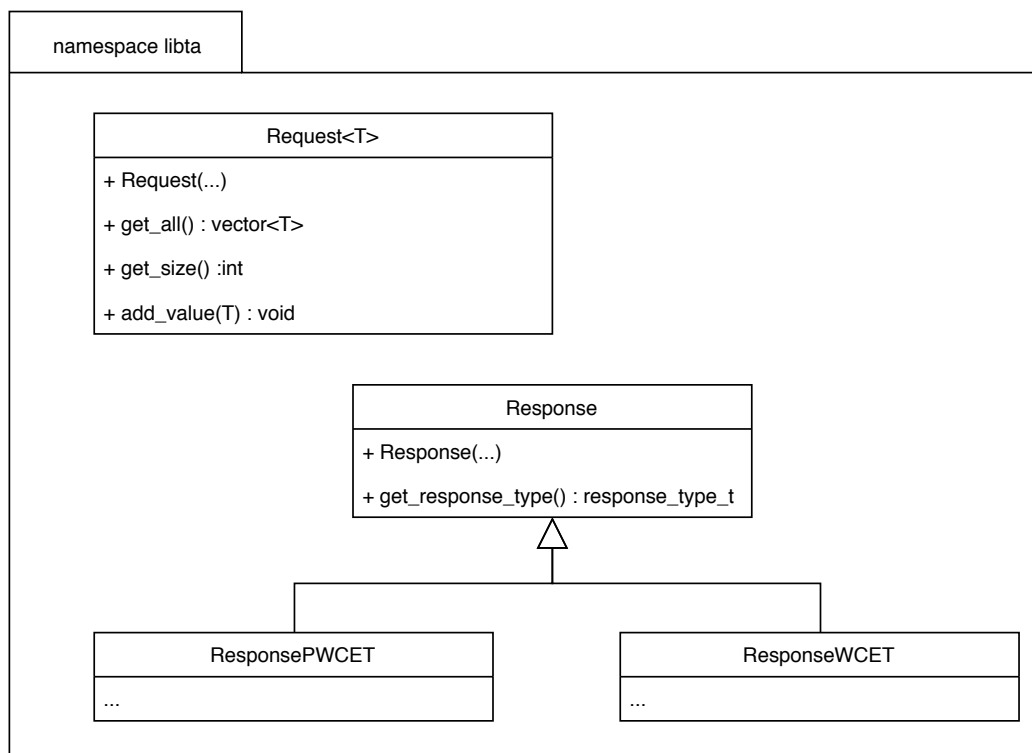 namespace libta
Request<T>
+ Request(...)
+ get_all() : vector<T>
+ get_size() :int
+ add_value(T) : void
Response
+ Response(...)
+ get_response_type() : response_type_t
ResponsePWCET
...
ResponseWCET
...